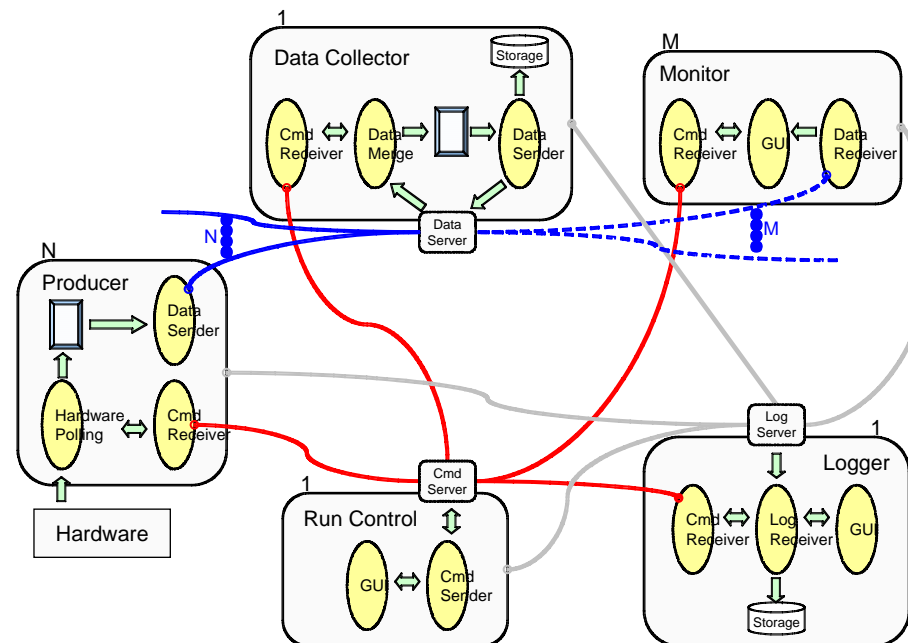 1
Data Collector
Storage
Cmd
Receiver
Data
Merge
Data
Sender
Data
Server
M
Monitor
Cmd
Receiver
GUI
Data
Receiver
N
M
N
Producer
Data
Sender
Hardware
Polling
Cmd
Receiver
Hardware
1
Run Control
Cmd
Server
GUI
Cmd
Sender
Log
Server
1
Logger
Cmd
Receiver
Log
Receiver
GUI
Storage